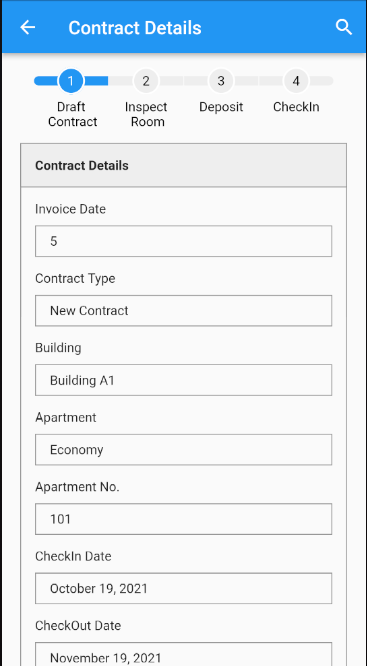 Contract Details
1 2 3 4
Draft Contract Inspect Room Deposit CheckIn
Contract Details
Invoice Date
5
Contract Type
New Contract
Building
Building A1
Apartment
Economy
Apartment No.
101
CheckIn Date
October 19, 2021
CheckOut Date
November 19, 2021